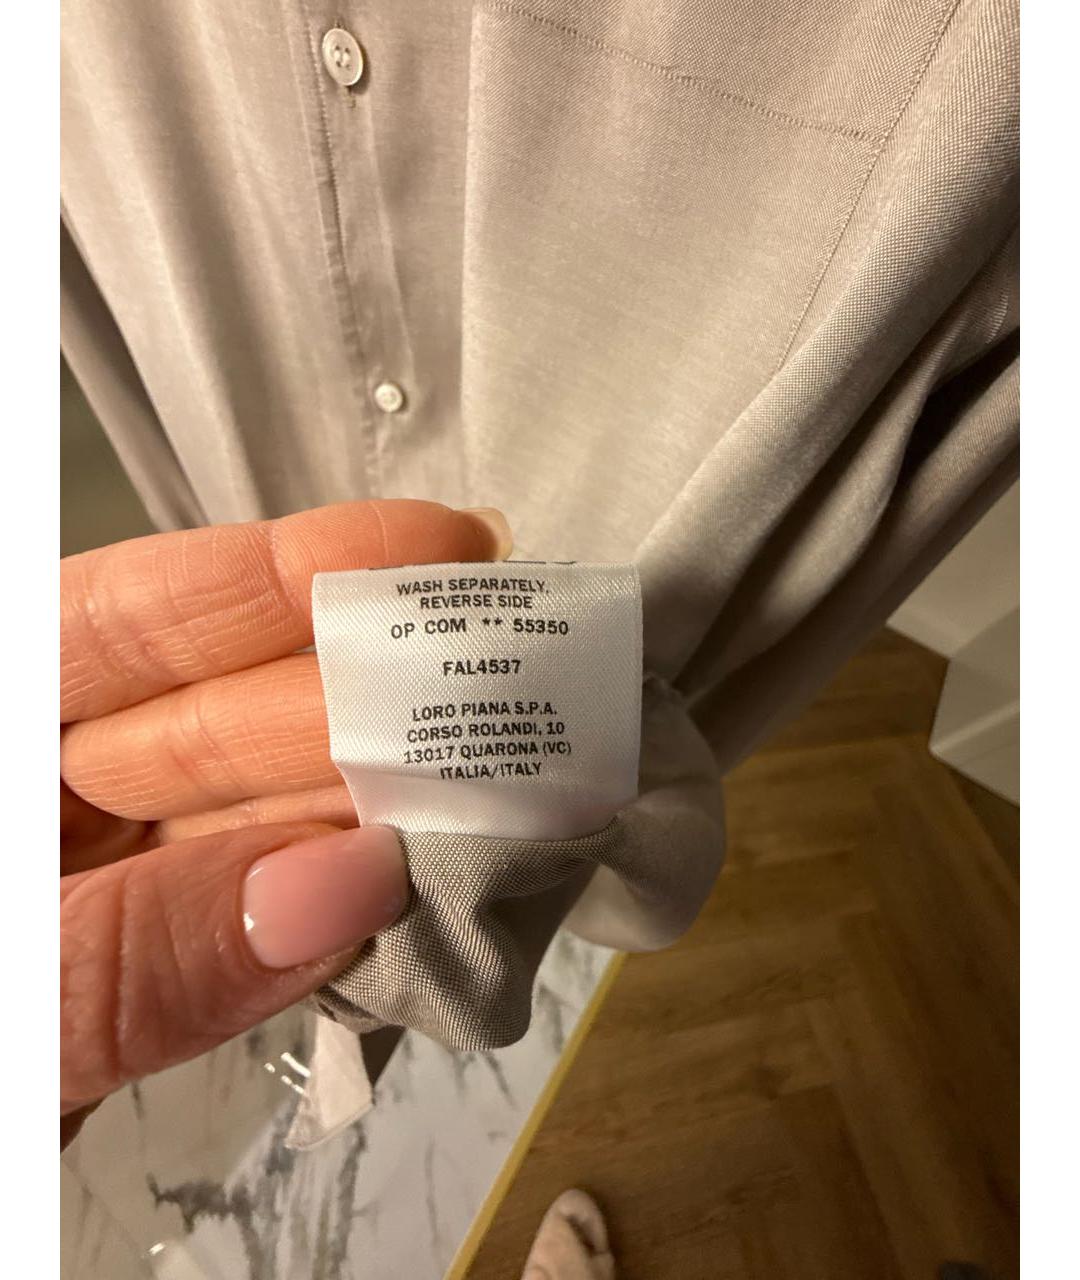 WASH SEPARATELY,
REVERSE SIDE
OP COM ** 55350
FAL4537
LORO PIANA S.P.A.
CORSO ROLANDI, 10
13017 QUARONA (VC)
ITALIA/ITALY